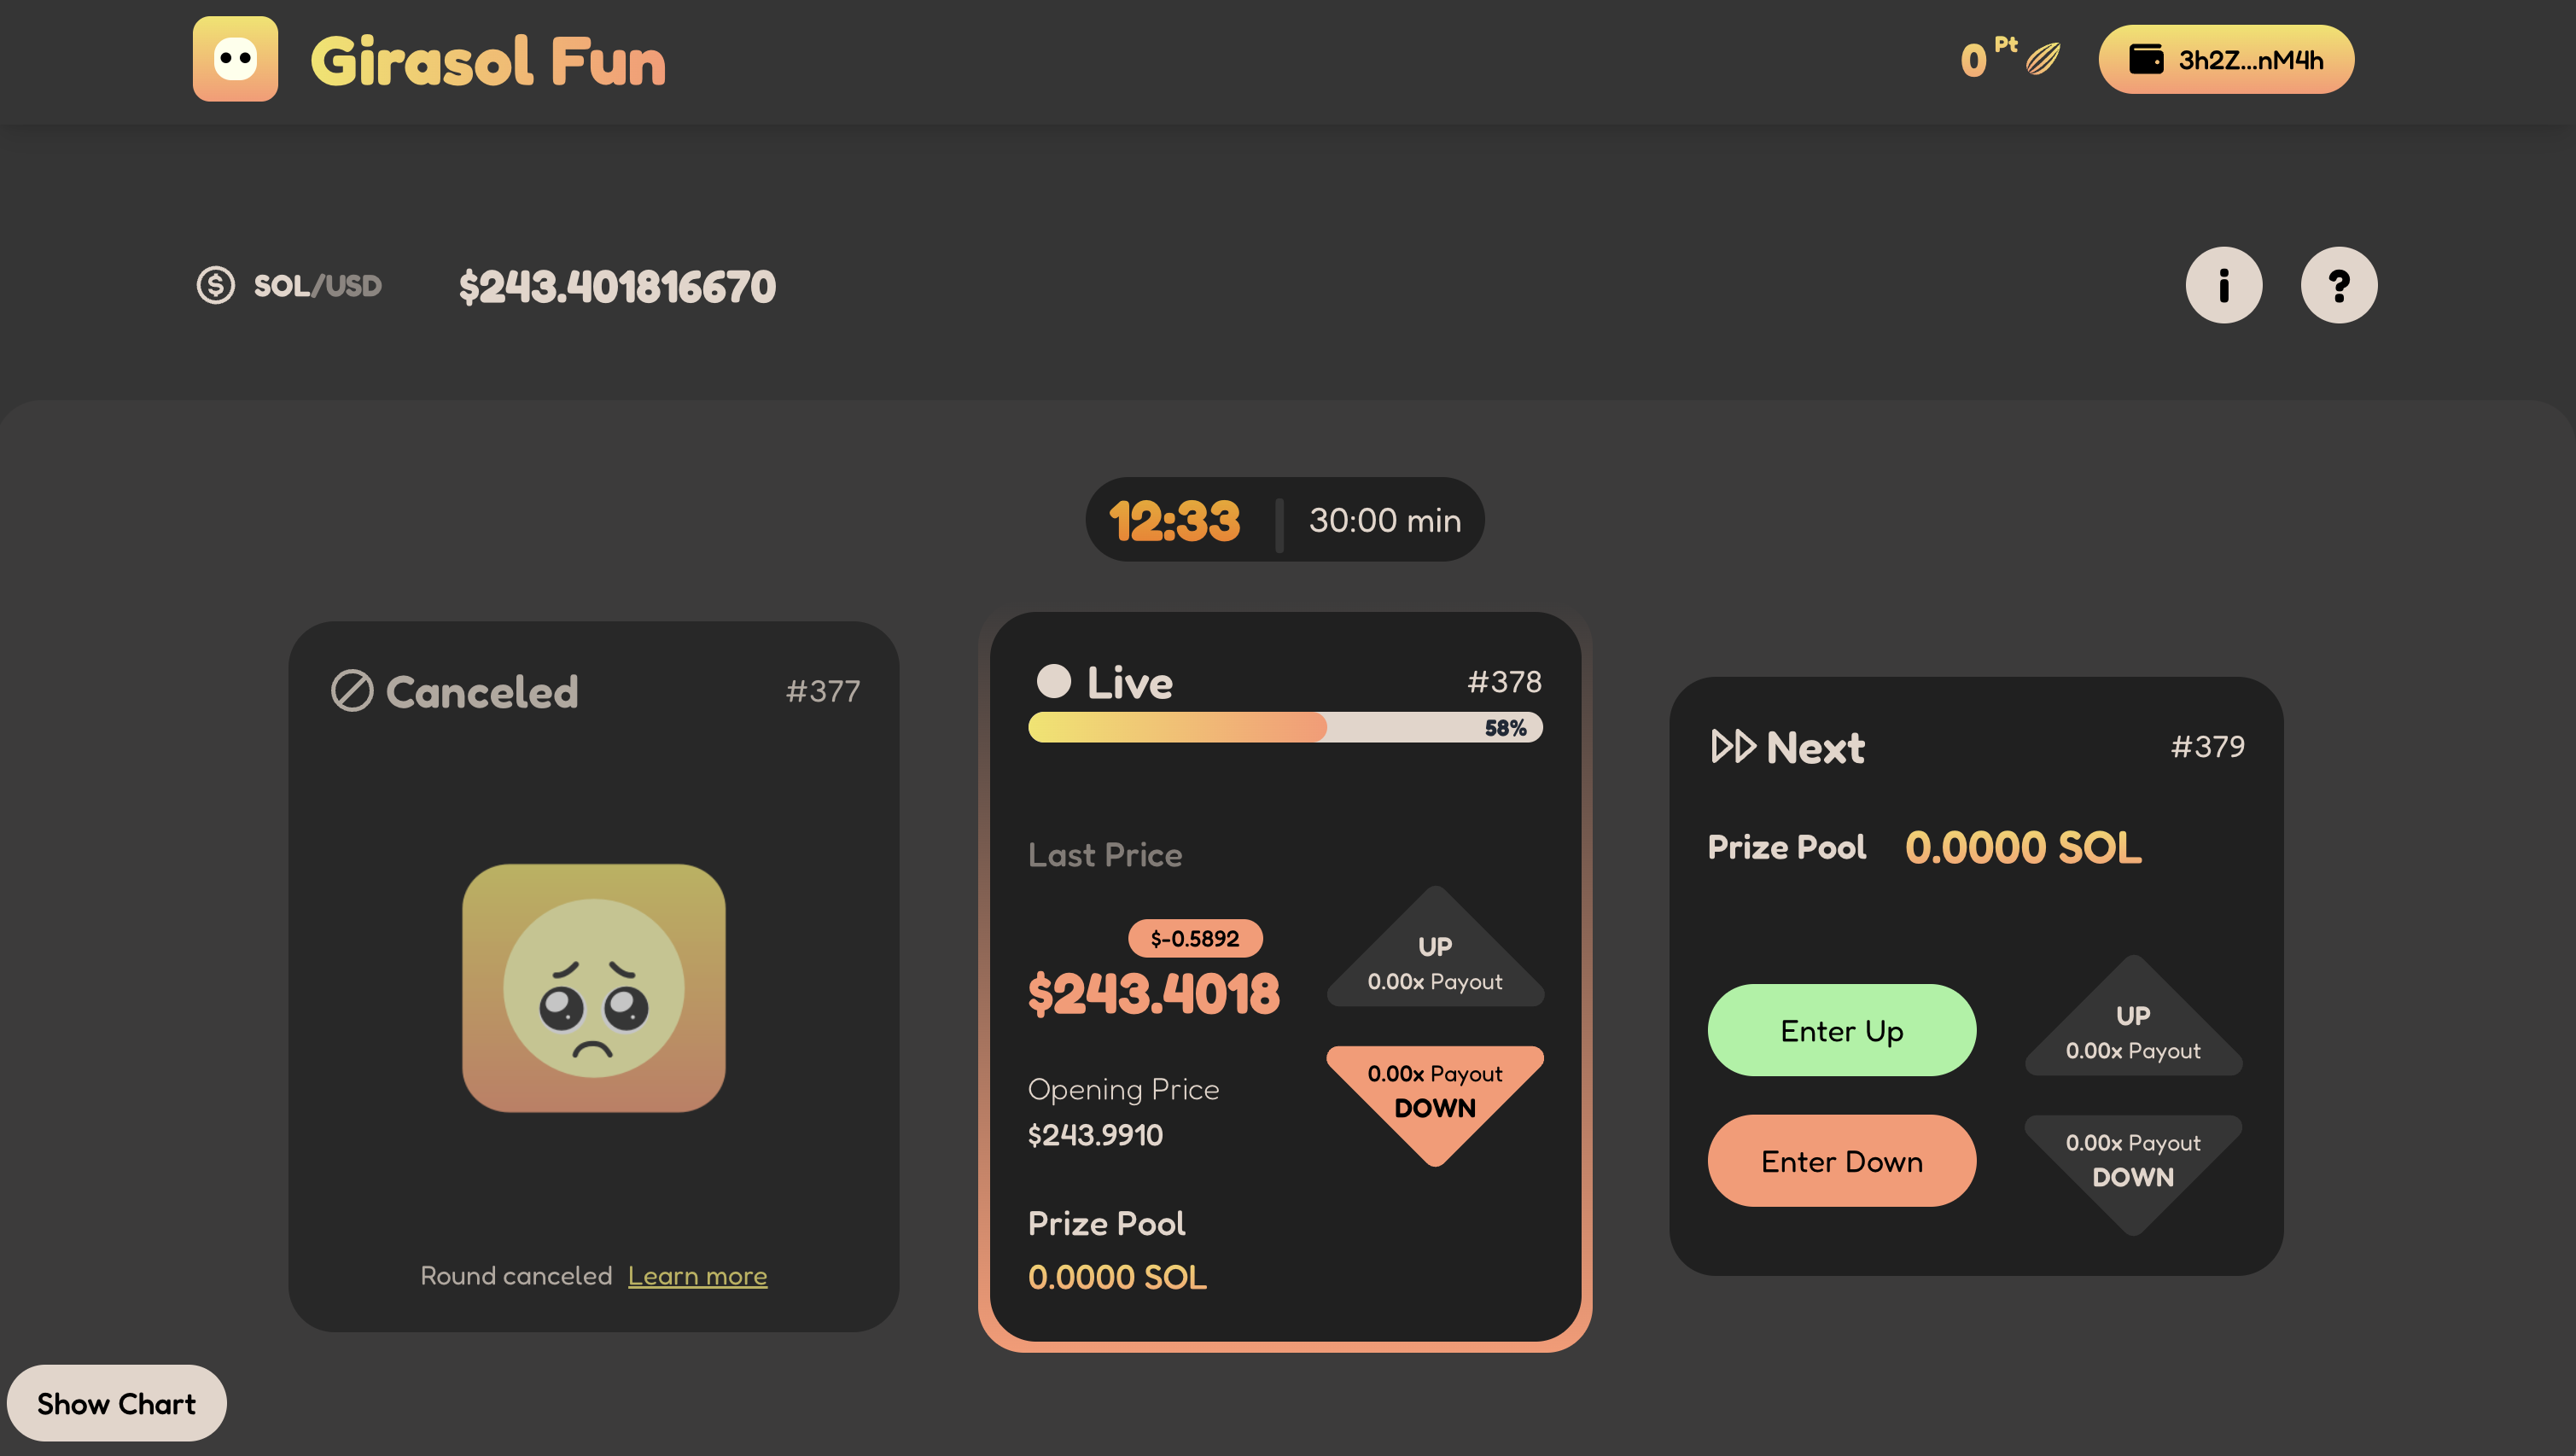 Girasol Fun
0 Pt
3h2Z...nM4h
SOL/USD
$243.401816670
i
?
12:33
30:00 min
Canceled
#377
Round canceled Learn more
Live
#378
58%
Last Price
$-0.5892
$243.4018
UP
0.00x Payout
0.00x Payout
DOWN
Opening Price
$243.9910
Prize Pool
0.0000 SOL
Next
#379
Prize Pool 0.0000 SOL
Enter Up
Enter Down
UP
0.00x Payout
0.00x Payout
DOWN
Show Chart